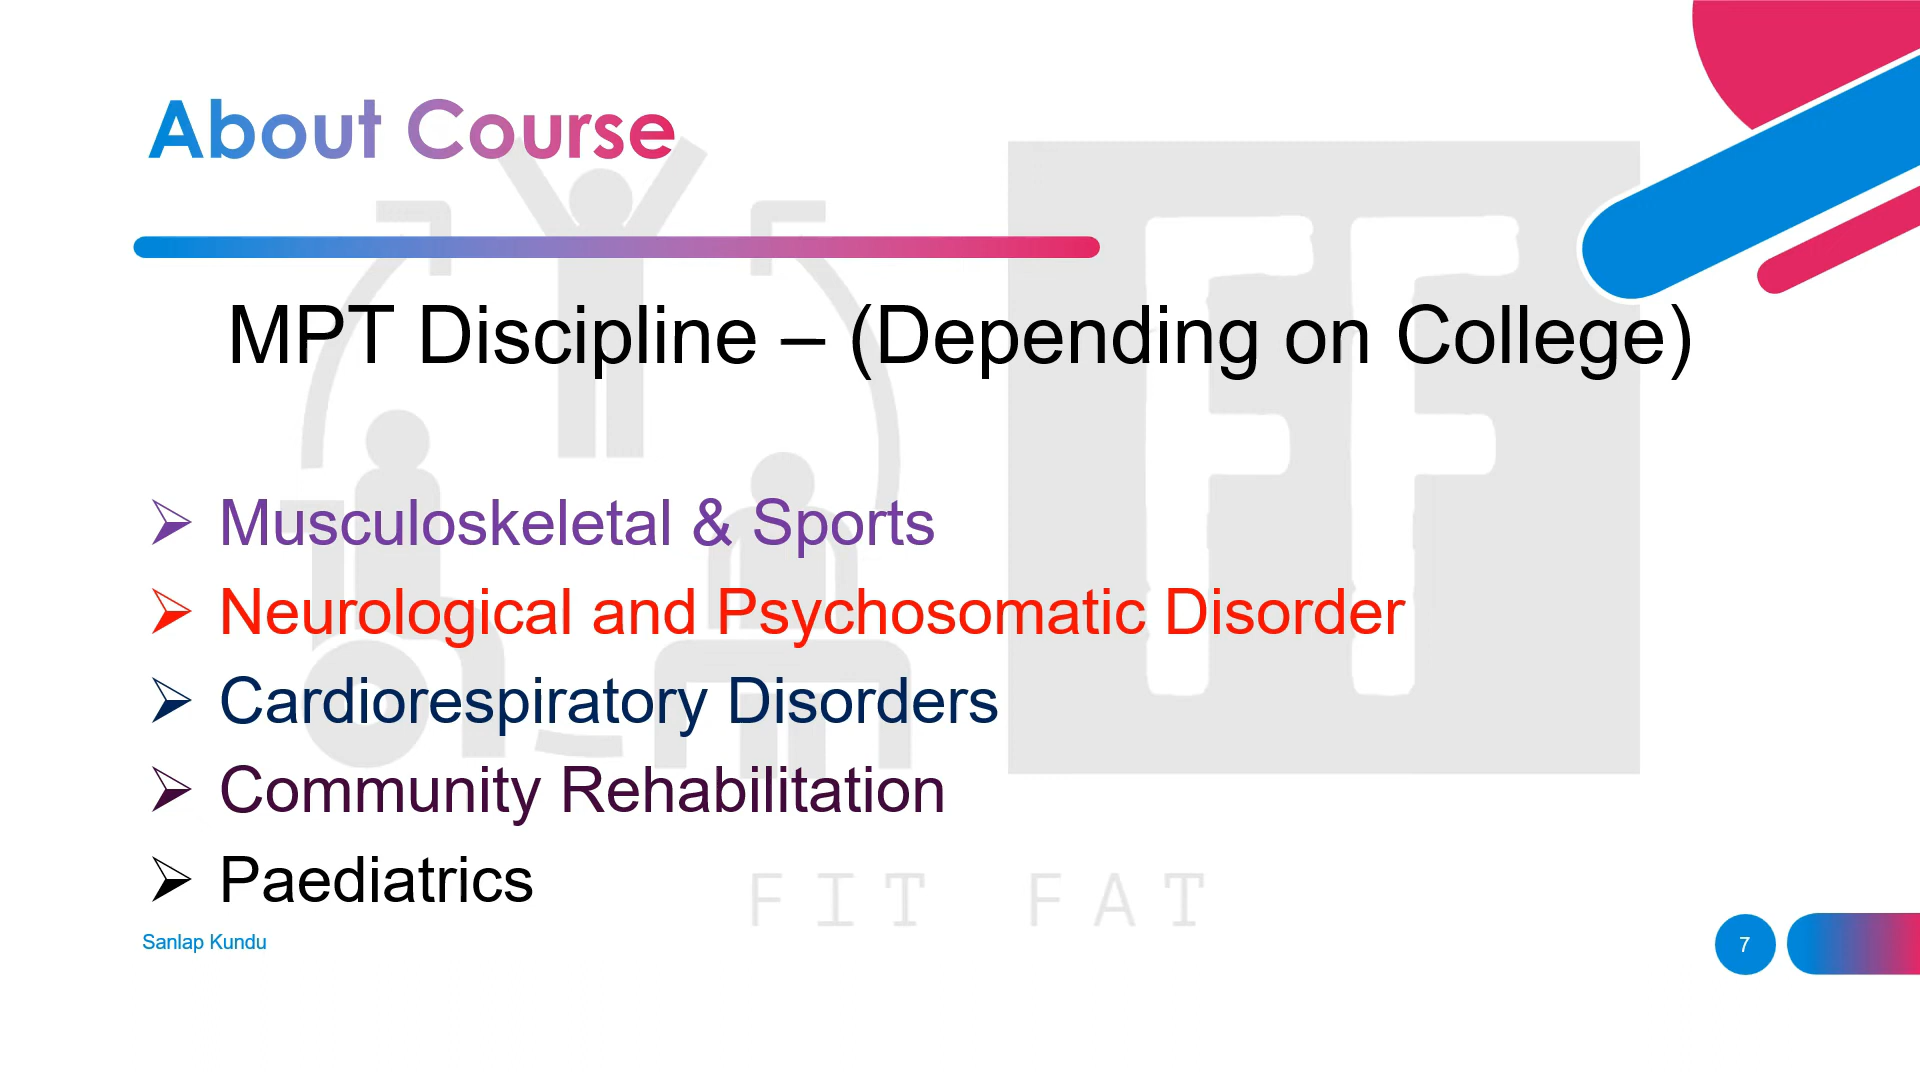 About Course
MPT Discipline – (Depending on College)
Musculoskeletal & Sports
Neurological and Psychosomatic Disorder
Cardiorespiratory Disorders
Community Rehabilitation
Paediatrics
FF
FIT FAT
Sanlap Kundu
7